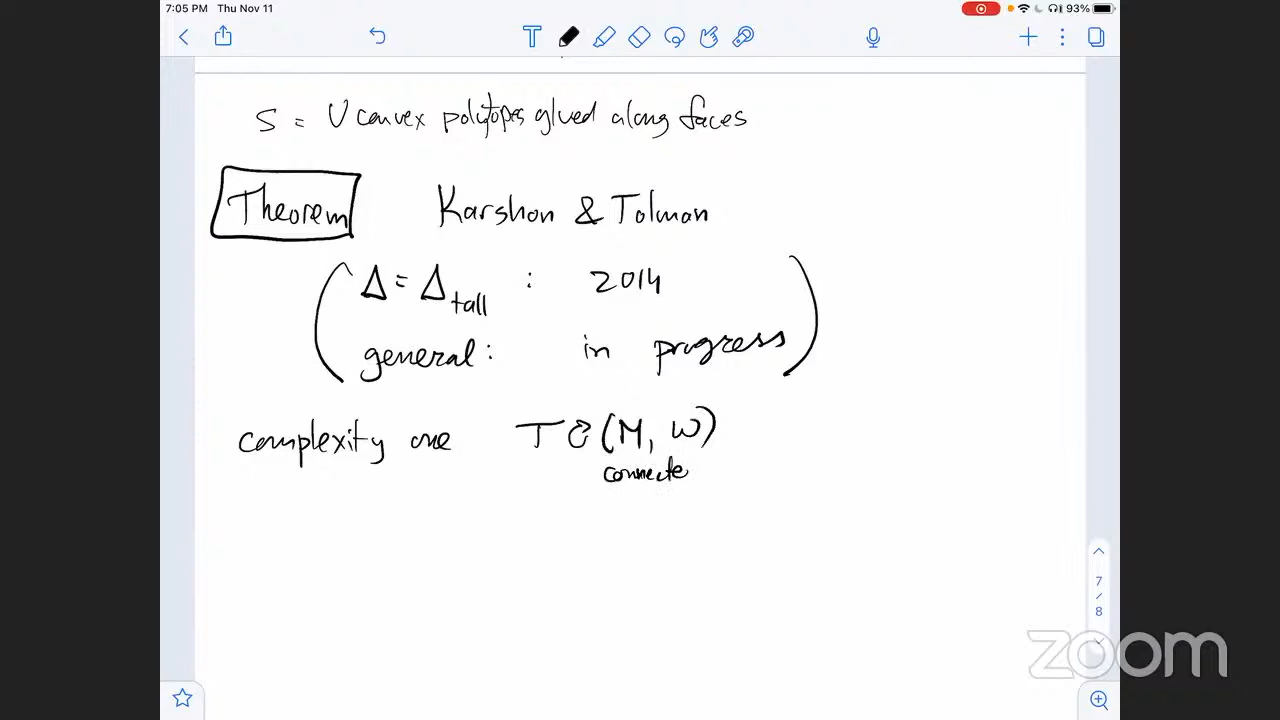 7:05 PM Thu Nov 11
93%
S = ∪ convex polytopes glued along faces
Theorem Karshon & Tolman
Δ = Δ_tall : 2014
general : in progress
complexity one T ↻ (M, ω)
connecte
7
/
8
zoom